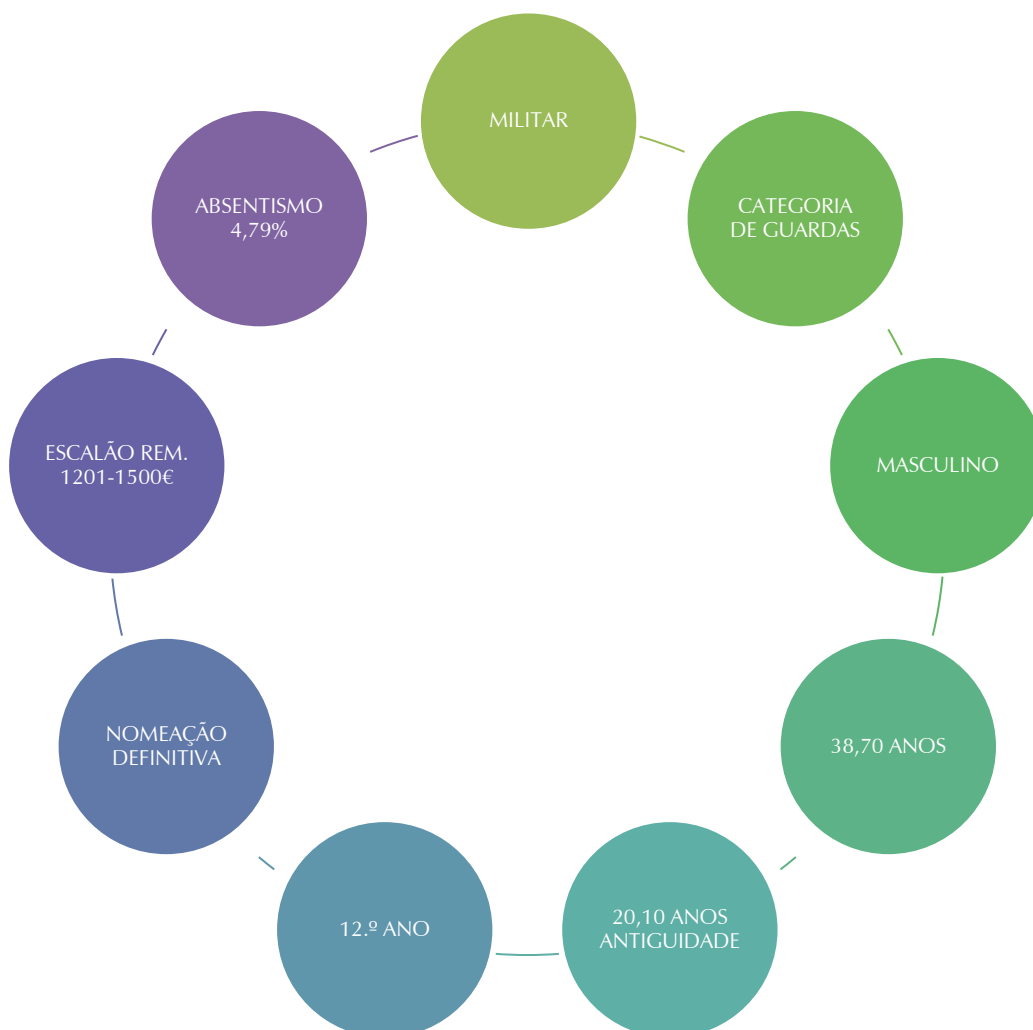 MILITAR
CATEGORIA
DE GUARDAS
MASCULINO
38,70 ANOS
20,10 ANOS
ANTIGUIDADE
12.º ANO
NOMEAÇÃO
DEFINITIVA
ESCALÃO REM.
1201-1500€
ABSENTISMO
4,79%